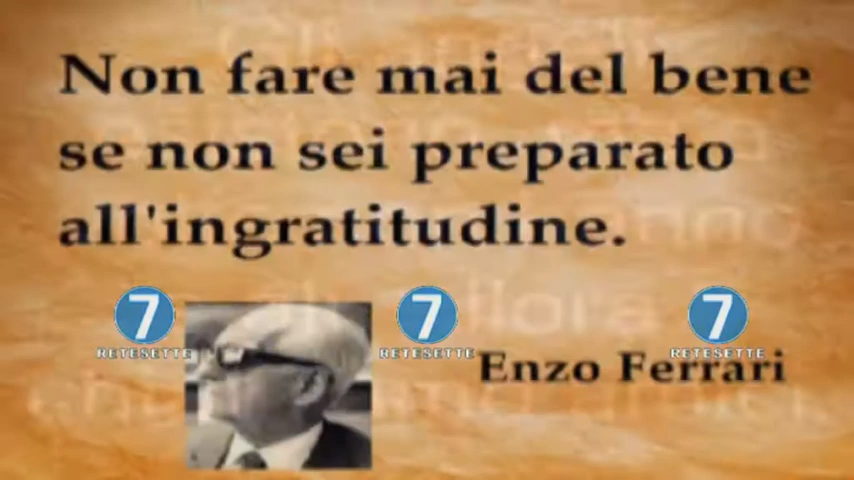 Non fare mai del bene
se non sei preparato
all'ingratitudine.
7 7 7
RETESETTE RETESETTE RETESETTE
Enzo Ferrari